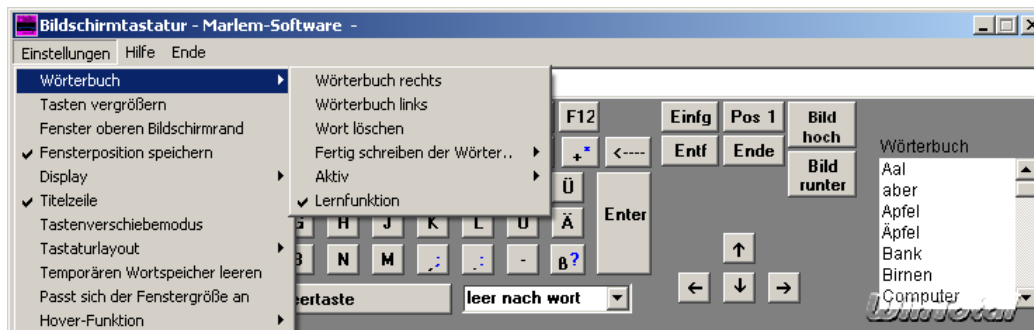 Bildschirmtastatur - Marlem-Software -
Einstellungen Hilfe Ende
Wörterbuch
Tasten vergrößern
Fenster oberen Bildschirmrand
Fensterposition speichern
Display
Titelzeile
Tastenverschiebemodus
Tastaturlayout
Temporären Wortspeicher leeren
Passt sich der Fenstergröße an
Hover-Funktion
Wörterbuch rechts
Wörterbuch links
Wort löschen
Fertig schreiben der Wörter..
Aktiv
Lernfunktion
F12 Einfg Pos 1 Bild hoch
+* <---- Entf Ende Bild runter
Ü
H J K L Ö Ä Enter
N M ,; .: - ß?
leer nach wort
↑
← ↓ →
Wörterbuch
Aal
aber
Apfel
Äpfel
Bank
Birnen
Computer
WinTotal